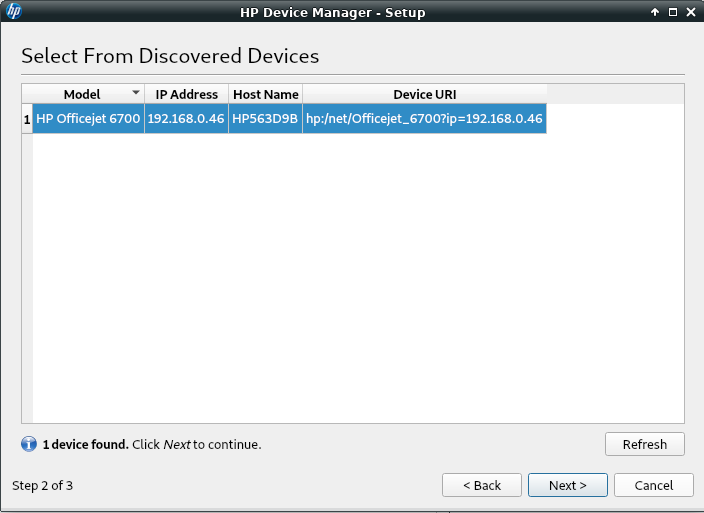 hp HP Device Manager - Setup
Select From Discovered Devices
Model IP Address Host Name Device URI
1 HP Officejet 6700 192.168.0.46 HP563D9B hp:/net/Officejet_6700?ip=192.168.0.46
1 device found. Click Next to continue. Refresh
Step 2 of 3 < Back Next > Cancel